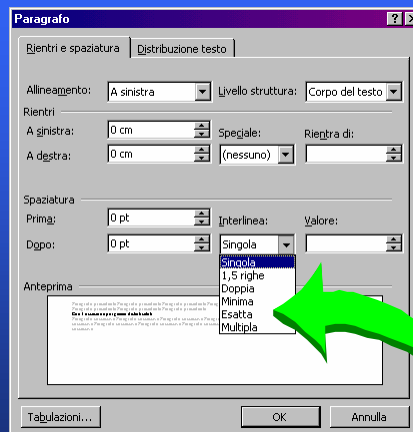 Paragrafo
Rientri e spaziatura Distribuzione testo
Allineamento: A sinistra Livello struttura: Corpo del testo
Rientri
A sinistra: 0 cm Speciale: Rientra di:
A destra: 0 cm (nessuno)
Spaziatura
Prima: 0 pt Interlinea: Valore:
Dopo: 0 pt Singola
Singola
1,5 righe
Doppia
Minima
Esatta
Multipla
Anteprima
Tabulazioni... OK Annulla